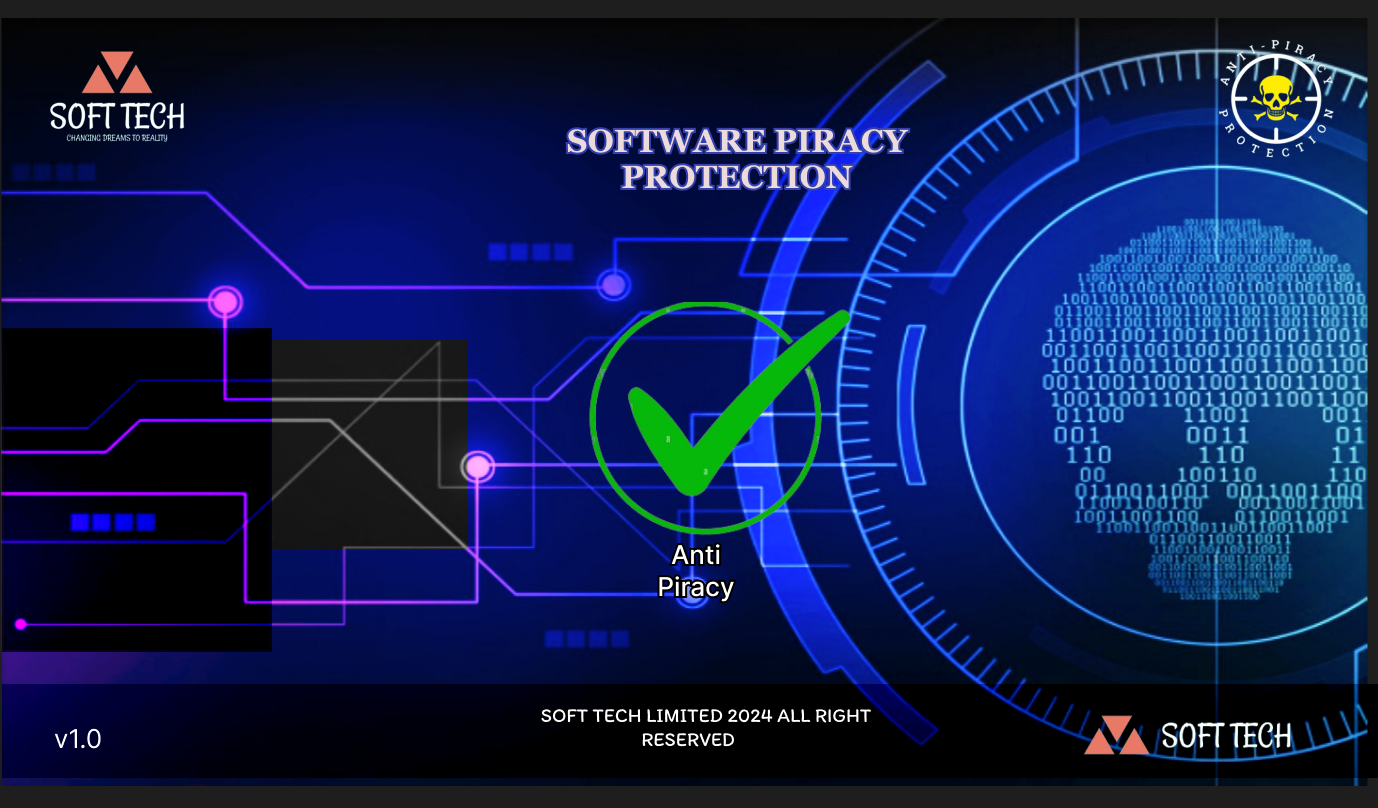 SOFT TECH
CHANGING DREAMS TO REALITY
ANTI-PIRACY
PROTECTION
SOFTWARE PIRACY
PROTECTION
Anti
Piracy
v1.0
SOFT TECH LIMITED 2024 ALL RIGHT
RESERVED
SOFT TECH